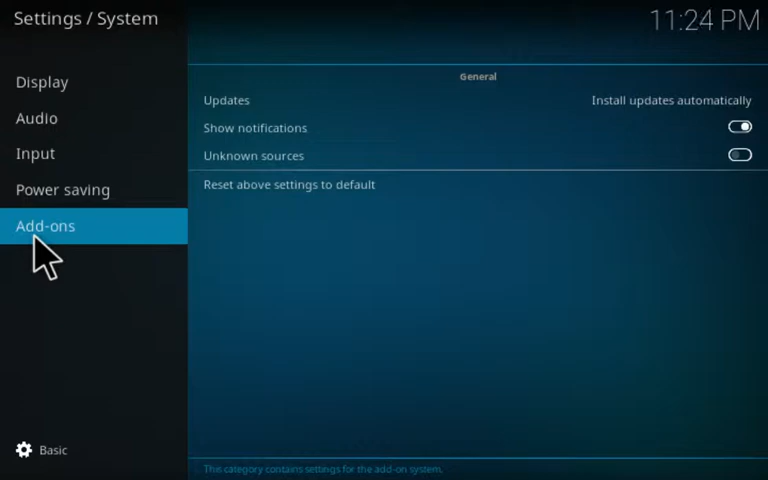 Settings / System
11:24 PM
Display
Audio
Input
Power saving
Add-ons
Basic
General
Updates Install updates automatically
Show notifications
Unknown sources
Reset above settings to default
This category contains settings for the add-on system.